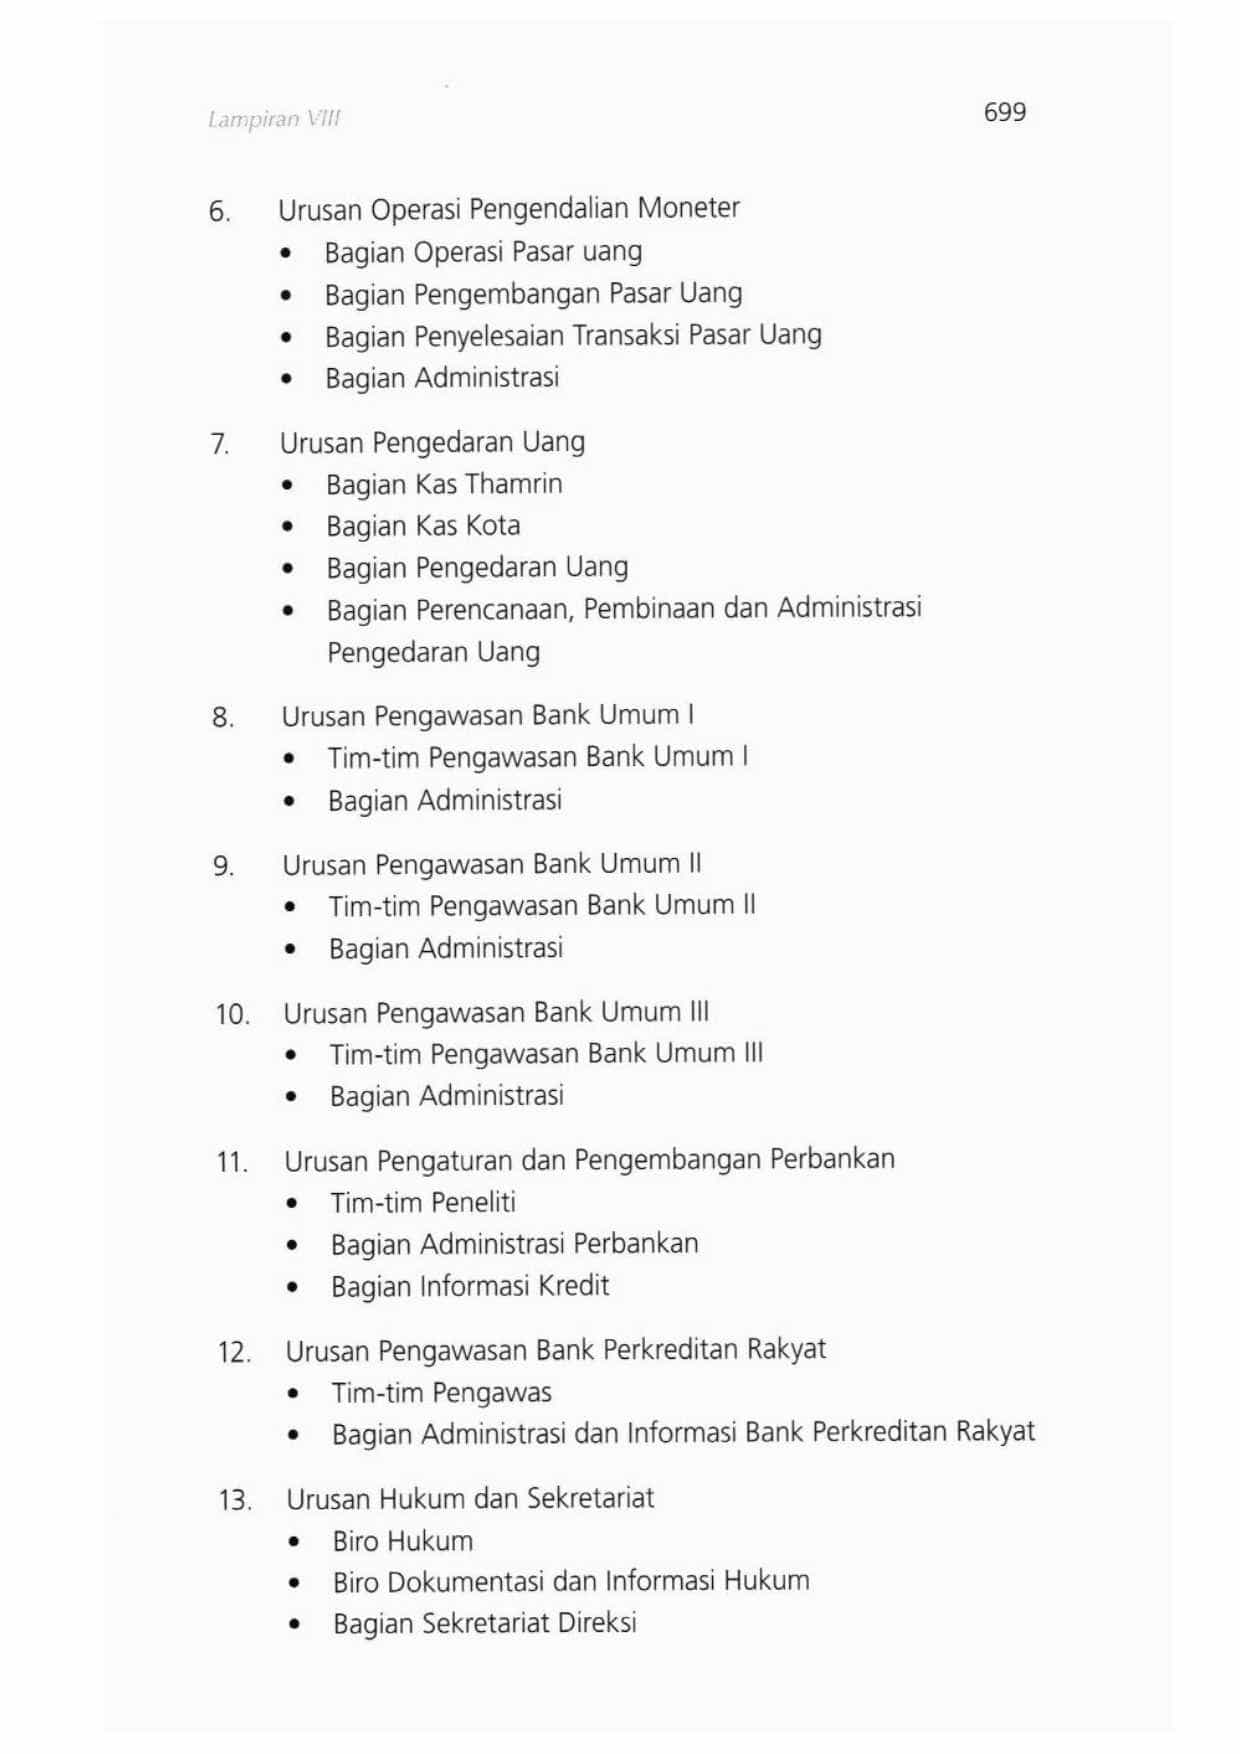 Lampiran VIII
699
6. Urusan Operasi Pengendalian Moneter
• Bagian Operasi Pasar uang
• Bagian Pengembangan Pasar Uang
• Bagian Penyelesaian Transaksi Pasar Uang
• Bagian Administrasi
7. Urusan Pengedaran Uang
• Bagian Kas Thamrin
• Bagian Kas Kota
• Bagian Pengedaran Uang
• Bagian Perencanaan, Pembinaan dan Administrasi
Pengedaran Uang
8. Urusan Pengawasan Bank Umum I
• Tim-tim Pengawasan Bank Umum I
• Bagian Administrasi
9. Urusan Pengawasan Bank Umum II
• Tim-tim Pengawasan Bank Umum II
• Bagian Administrasi
10. Urusan Pengawasan Bank Umum III
• Tim-tim Pengawasan Bank Umum III
• Bagian Administrasi
11. Urusan Pengaturan dan Pengembangan Perbankan
• Tim-tim Peneliti
• Bagian Administrasi Perbankan
• Bagian Informasi Kredit
12. Urusan Pengawasan Bank Perkreditan Rakyat
• Tim-tim Pengawas
• Bagian Administrasi dan Informasi Bank Perkreditan Rakyat
13. Urusan Hukum dan Sekretariat
• Biro Hukum
• Biro Dokumentasi dan Informasi Hukum
• Bagian Sekretariat Direksi